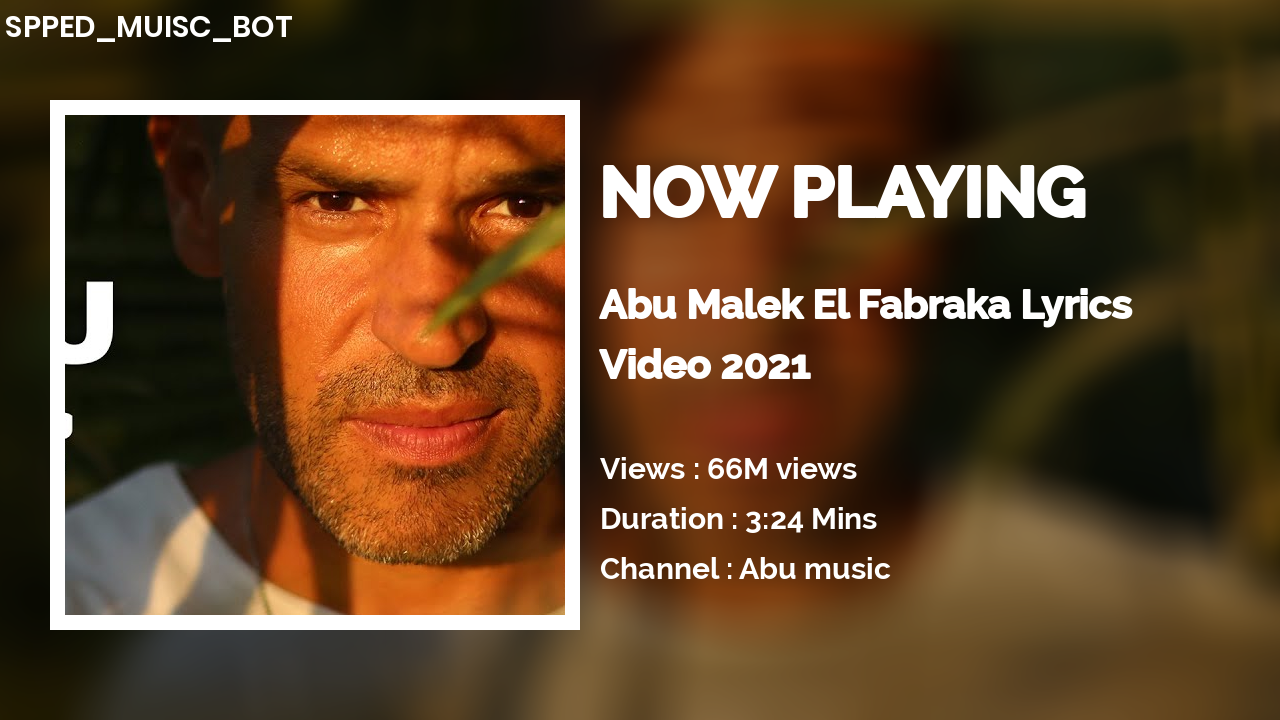 SPPED_MUISC_BOT
NOW PLAYING
Abu Malek El Fabraka Lyrics
Video 2021
Views : 66M views
Duration : 3:24 Mins
Channel : Abu music